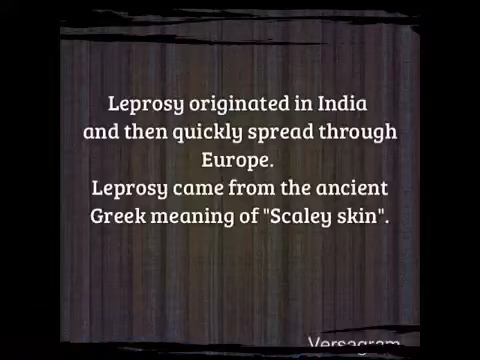 Leprosy originated in India
and then quickly spread through
Europe.
Leprosy came from the ancient
Greek meaning of "Scaley skin".
Versagram